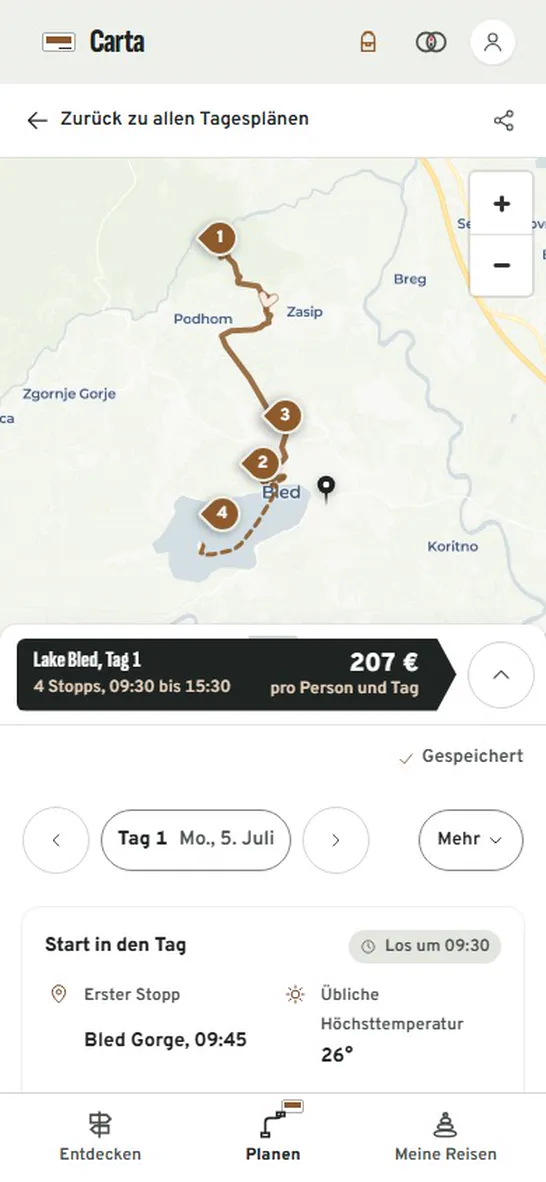 Carta
Zurück zu allen Tagesplänen
1
Breg
Podhom
Zasip
Zgornje Gorje
ca
3
2
Bled
4
Koritno
+
−
Lake Bled, Tag 1
207 €
4 Stopps, 09:30 bis 15:30
pro Person und Tag
Gespeichert
Tag 1 Mo., 5. Juli
Mehr
Start in den Tag
Los um 09:30
Erster Stopp
Bled Gorge, 09:45
Übliche
Höchsttemperatur
26°
Entdecken
Planen
Meine Reisen